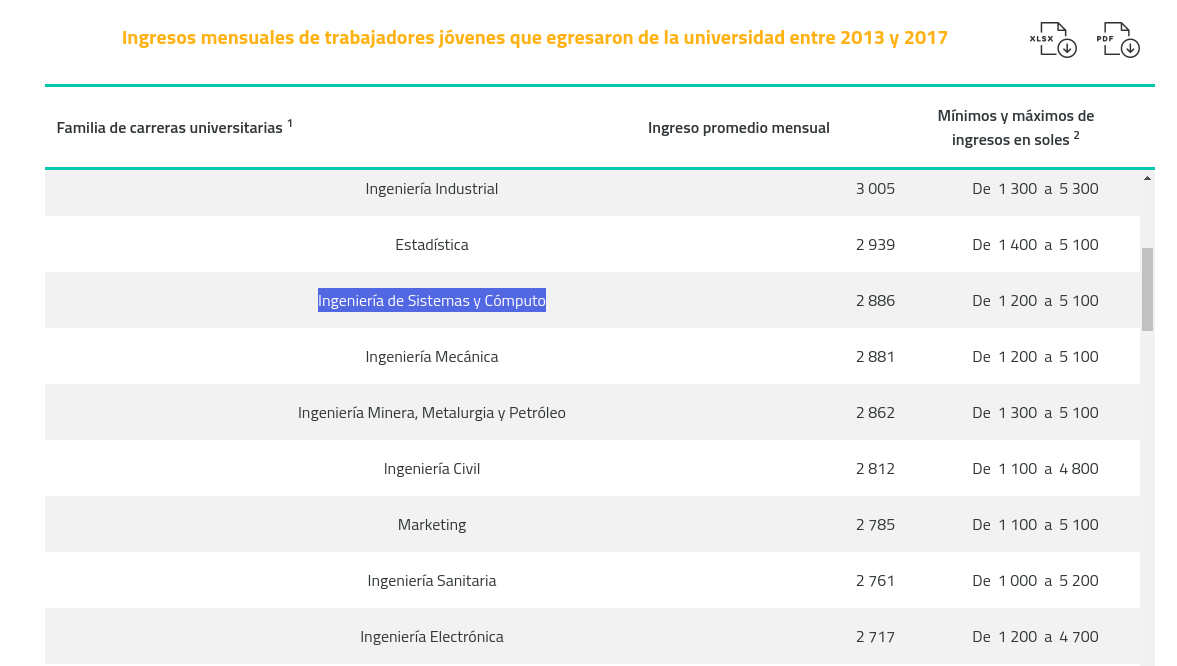 Ingresos mensuales de trabajadores jóvenes que egresaron de la universidad entre 2013 y 2017
XLSX PDF
Familia de carreras universitarias 1 Ingreso promedio mensual Mínimos y máximos de ingresos en soles 2
Ingeniería Industrial 3 005 De 1 300 a 5 300
Estadística 2 939 De 1 400 a 5 100
Ingeniería de Sistemas y Cómputo 2 886 De 1 200 a 5 100
Ingeniería Mecánica 2 881 De 1 200 a 5 100
Ingeniería Minera, Metalurgia y Petróleo 2 862 De 1 300 a 5 100
Ingeniería Civil 2 812 De 1 100 a 4 800
Marketing 2 785 De 1 100 a 5 100
Ingeniería Sanitaria 2 761 De 1 000 a 5 200
Ingeniería Electrónica 2 717 De 1 200 a 4 700